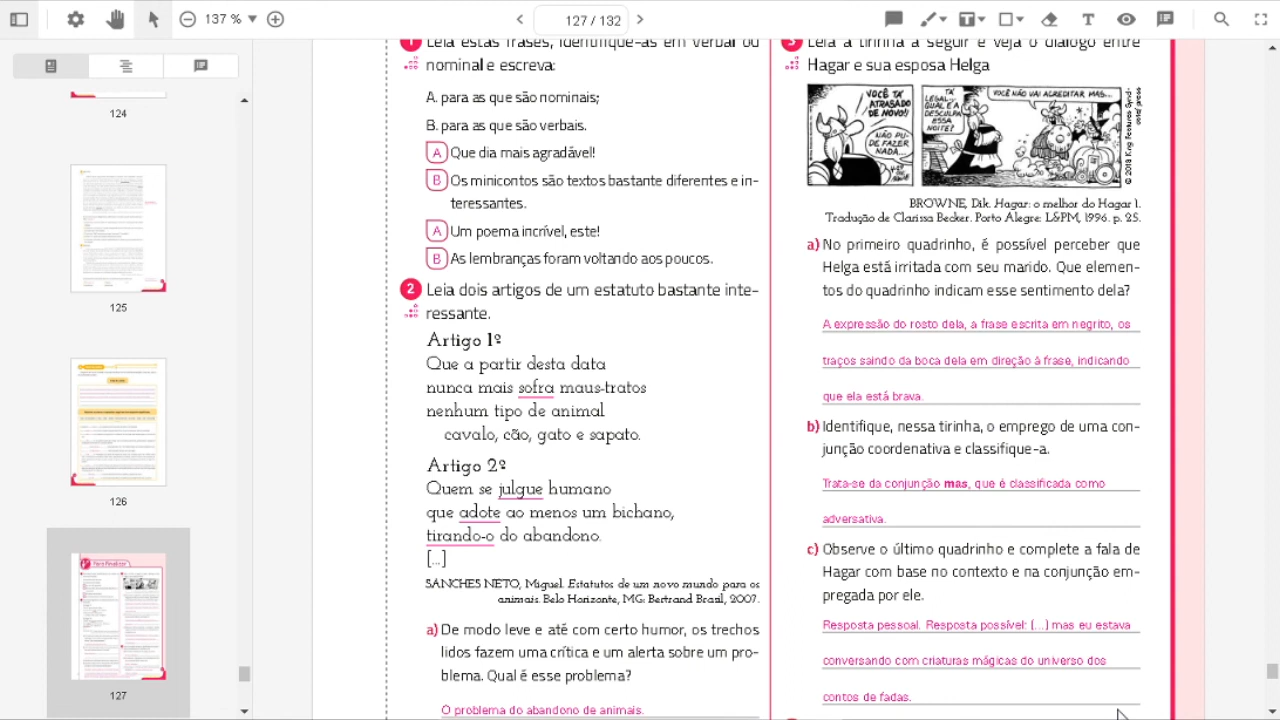 137 %
127 / 132
124
125
126
127
1 Leia estas frases, identifique-as em verbal ou
nominal e escreva:
A. para as que são nominais;
B. para as que são verbais.
A Que dia mais agradável!
B Os minicontos são textos bastante diferentes e in-
teressantes.
A Um poema incrível, este!
B As lembranças foram voltando aos poucos.
2 Leia dois artigos de um estatuto bastante inte-
ressante.
Artigo 1º
Que a partir desta data
nunca mais sofra maus-tratos
nenhum tipo de animal
cavalo, cão, gato e sapato.
Artigo 2º
Quem se julgue humano
que adote ao menos um bichano,
tirando-o do abandono.
[...]
SANCHES NETO, Miguel. Estatutos de um novo mundo para os
animais. Belo Horizonte, MG: Bertrand Brasil, 2007.
a) De modo leve e até com certo humor, os trechos
lidos fazem uma crítica e um alerta sobre um pro-
blema. Qual é esse problema?
O problema do abandono de animais.
3 Leia a tirinha a seguir e veja o diálogo entre
Hagar e sua esposa Helga
VOCÊ TÁ
ATRASADO
DE NOVO!!
NÃO PU-
DE FAZER
NADA...
TÁ
LEGAL...
QUAL É A
DESCULPA
ESSA
NOITE?
VOCÊ NÃO VAI ACREDITAR MAS...
© 2018 King Features Synd-
icate/ press
BROWNE, Dik. Hagar: o melhor do Hagar 1.
Tradução de Clarissa Becker. Porto Alegre: L&PM, 1996. p. 25.
a) No primeiro quadrinho, é possível perceber que
Helga está irritada com seu marido. Que elemen-
tos do quadrinho indicam esse sentimento dela?
A expressão do rosto dela, a frase escrita em negrito, os
traços saindo da boca dela em direção à frase, indicando
que ela está brava.
b) Identifique, nessa tirinha, o emprego de uma con-
junção coordenativa e classifique-a.
Trata-se da conjunção mas, que é classificada como
adversativa.
c) Observe o último quadrinho e complete a fala de
Hagar com base no contexto e na conjunção em-
pregada por ele.
Resposta pessoal. Resposta possível: [...] mas eu estava
conversando com criaturas mágicas do universo dos
contos de fadas.